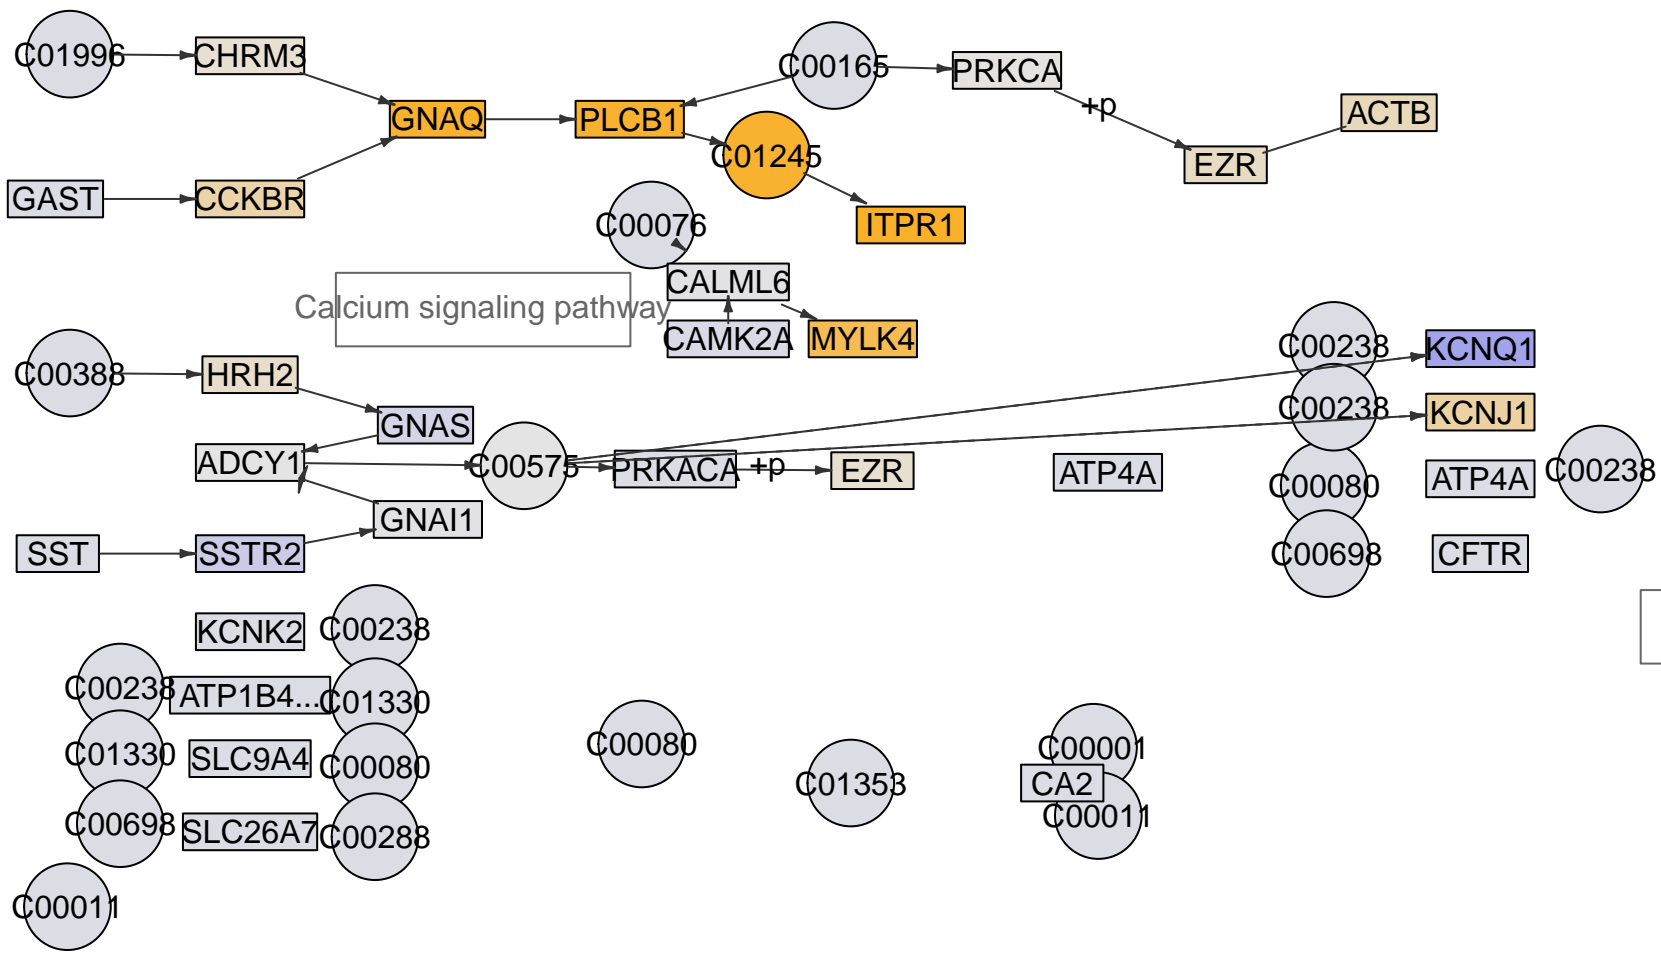 C01996
CHRM3
C00165
PRKCA
GNAQ
PLCB1
+p
ACTB
C01245
EZR
GAST
CCKBR
C00076
ITPR1
CALML6
Calcium signaling pathway
CAMK2A
MYLK4
C00238
KCNQ1
C00388
HRH2
C00238
KCNJ1
GNAS
ADCY1
C00575
PRKACA
+p
EZR
ATP4A
C00080
ATP4A
C00238
GNAI1
SST
SSTR2
C00698
CFTR
KCNK2
C00238
C00238
ATP1B4...
C01330
C01330
SLC9A4
C00080
C00080
C01353
C00001
CA2
C00011
C00698
SLC26A7
C00288
C00011